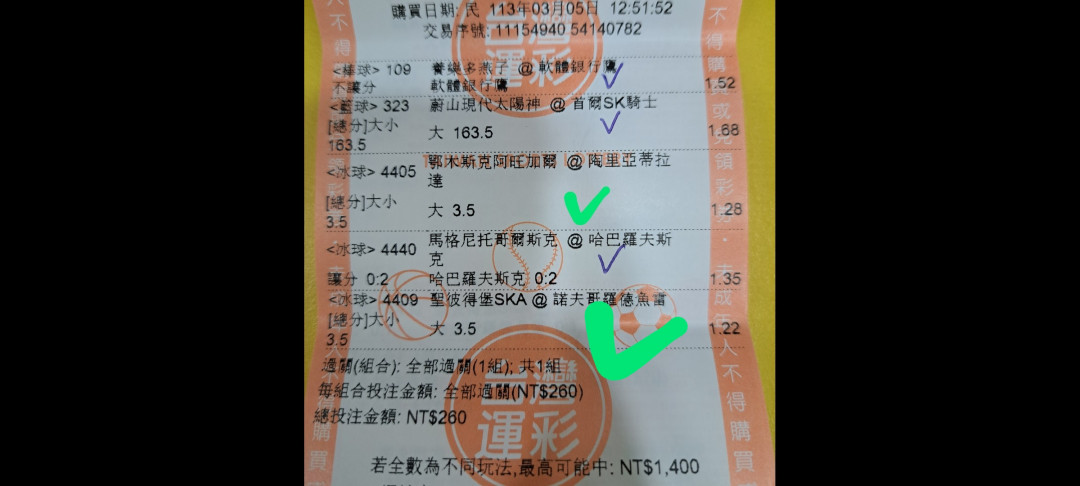 購買日期: 民 113年03月05日 12:51:52
交易序號: 11154940 54140782
<棒球> 109 養樂多燕子 @ 軟體銀行鷹
不讓分 軟體銀行鷹 1.52
<籃球> 323 蔚山現代太陽神 @ 首爾SK騎士
[總分]大小 大 163.5 1.68
163.5
<冰球> 4405 鄂木斯克阿旺加爾 @ 陶里亞蒂拉
達
[總分]大小 大 3.5 1.28
3.5
<冰球> 4440 馬格尼托哥爾斯克 @ 哈巴羅夫斯
克
讓分 0:2 哈巴羅夫斯克 0:2 1.35
<冰球> 4409 聖彼得堡SKA @ 諾夫哥羅德魚雷
[總分]大小 大 3.5 1.22
3.5
過關(組合): 全部過關(1組); 共1組
每組合投注金額: 全部過關(NT$260)
總投注金額: NT$260
若全數為不同玩法,最高可能中: NT$1,400
台灣
運彩
台灣
運彩